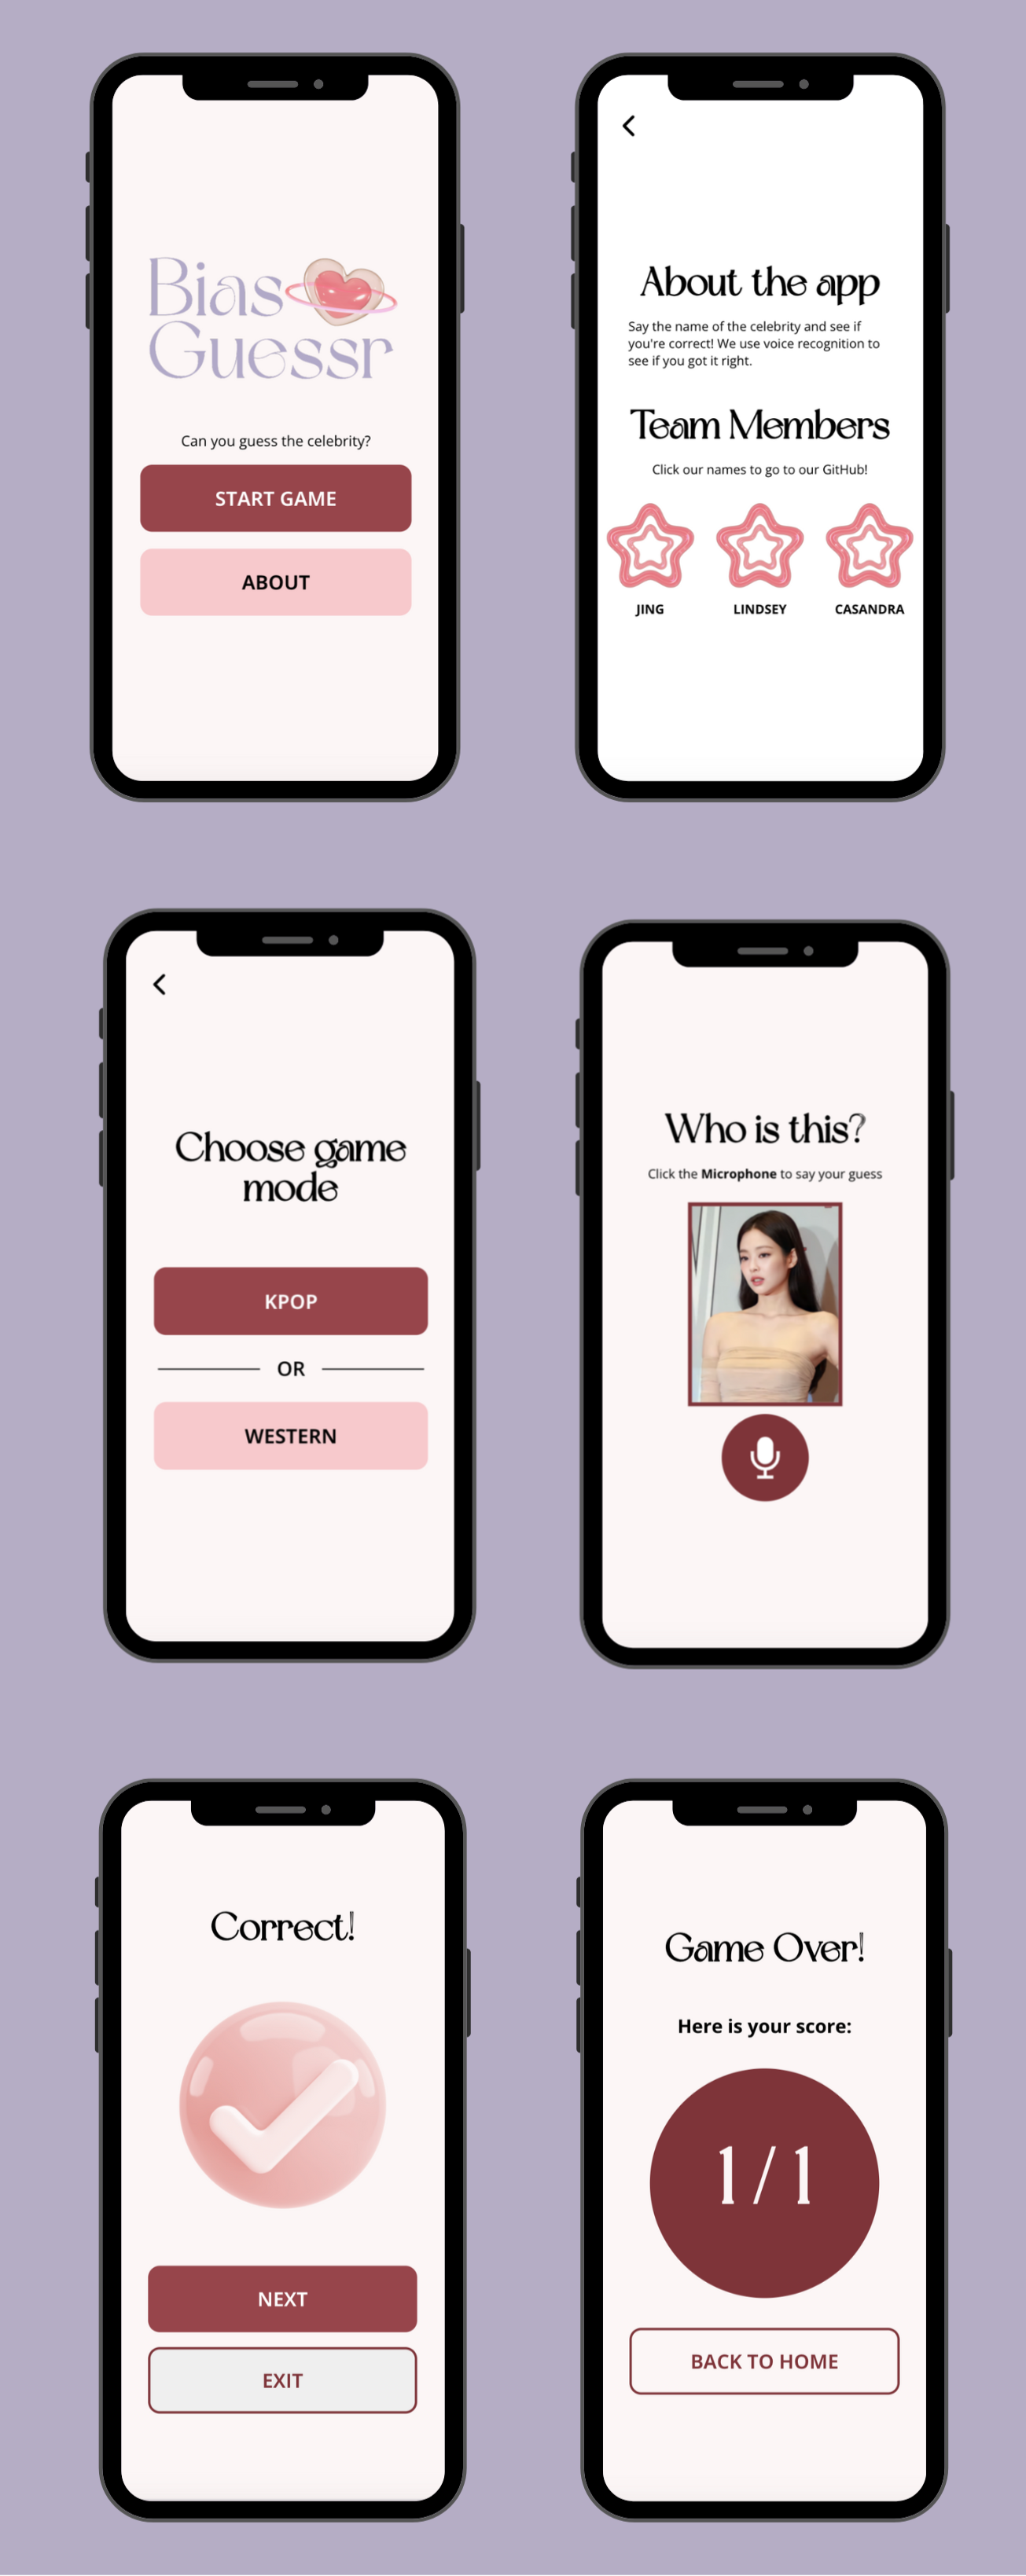 Bias
Guessr
Can you guess the celebrity?
START GAME
ABOUT
About the app
Say the name of the celebrity and see if
you're correct! We use voice recognition to
see if you got it right.
Team Members
Click our names to go to our GitHub!
JING
LINDSEY
CASANDRA
Choose game
mode
KPOP
OR
WESTERN
Who is this?
Click the Microphone to say your guess
Correct!
NEXT
EXIT
Game Over!
Here is your score:
1/1
BACK TO HOME